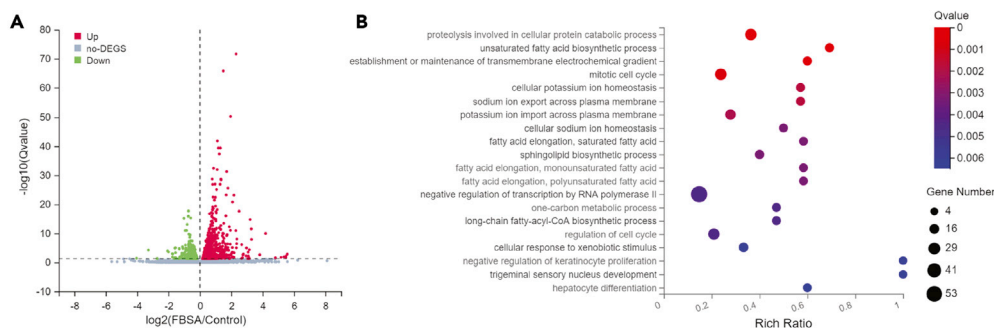 A
80
70
60
50
40
30
20
10
0
-10
-log10(Qvalue)
Up
no-DEGS
Down
-8
-6
-4
-2
0
2
4
6
8
log2(FBSA/Control)
B
proteolysis involved in cellular protein catabolic process
unsaturated fatty acid biosynthetic process
establishment or maintenance of transmembrane electrochemical gradient
mitotic cell cycle
cellular potassium ion homeostasis
sodium ion export across plasma membrane
potassium ion import across plasma membrane
cellular sodium ion homeostasis
fatty acid elongation, saturated fatty acid
sphingolipid biosynthetic process
fatty acid elongation, monounsaturated fatty acid
fatty acid elongation, polyunsaturated fatty acid
negative regulation of transcription by RNA polymerase II
one-carbon metabolic process
long-chain fatty-acyl-CoA biosynthetic process
regulation of cell cycle
cellular response to xenobiotic stimulus
negative regulation of keratinocyte proliferation
trigeminal sensory nucleus development
hepatocyte differentiation
0
0.2
0.4
0.6
0.8
1
Rich Ratio
Qvalue
0
0.001
0.002
0.003
0.004
0.005
0.006
Gene Number
4
16
29
41
53